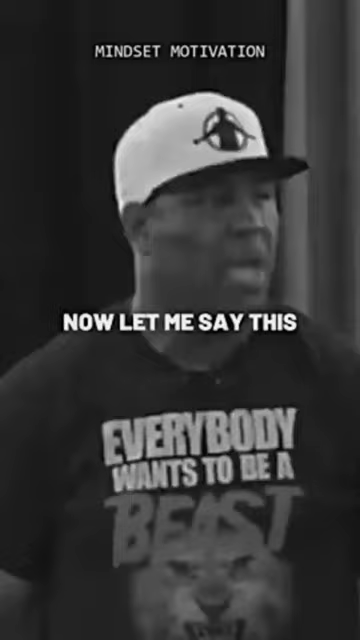 MINDSET MOTIVATION
NOW LET ME SAY THIS
EVERYBODY
WANTS TO BE A
BEAST